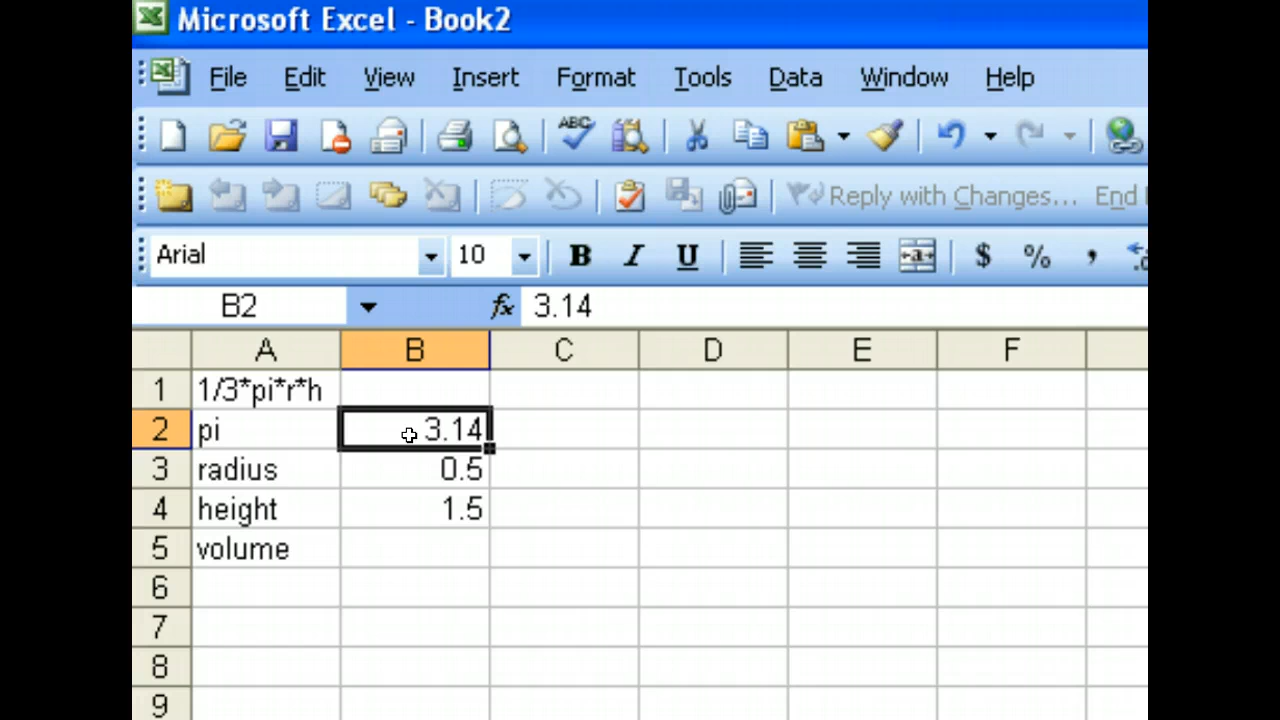 Microsoft Excel - Book2
File Edit View Insert Format Tools Data Window Help
ABC
Reply with Changes... End
Arial 10 B I U a $ % ,
B2 fx 3.14
A B C D E F
1 1/3*pi*r*h
2 pi 3.14
3 radius 0.5
4 height 1.5
5 volume
6
7
8
9